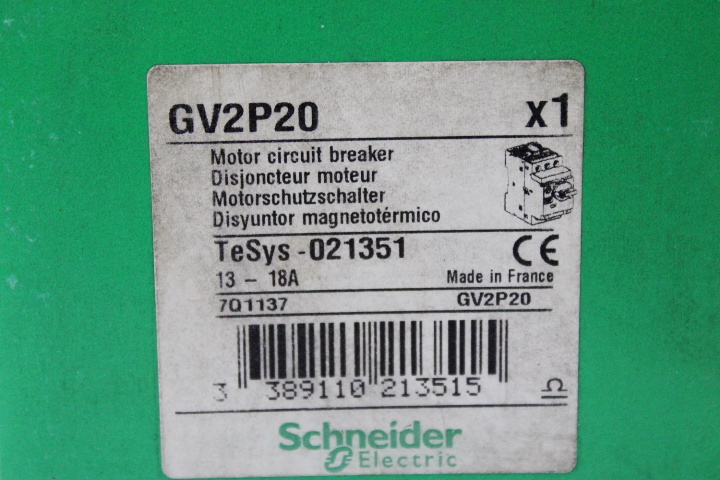 GV2P20 x1
Motor circuit breaker
Disjoncteur moteur
Motorschutzschalter
Disyuntor magnetotérmico
TeSys - 021351 CE
13 - 18A Made in France
7Q1137 GV2P20
3 389110 213515
Schneider
Electric